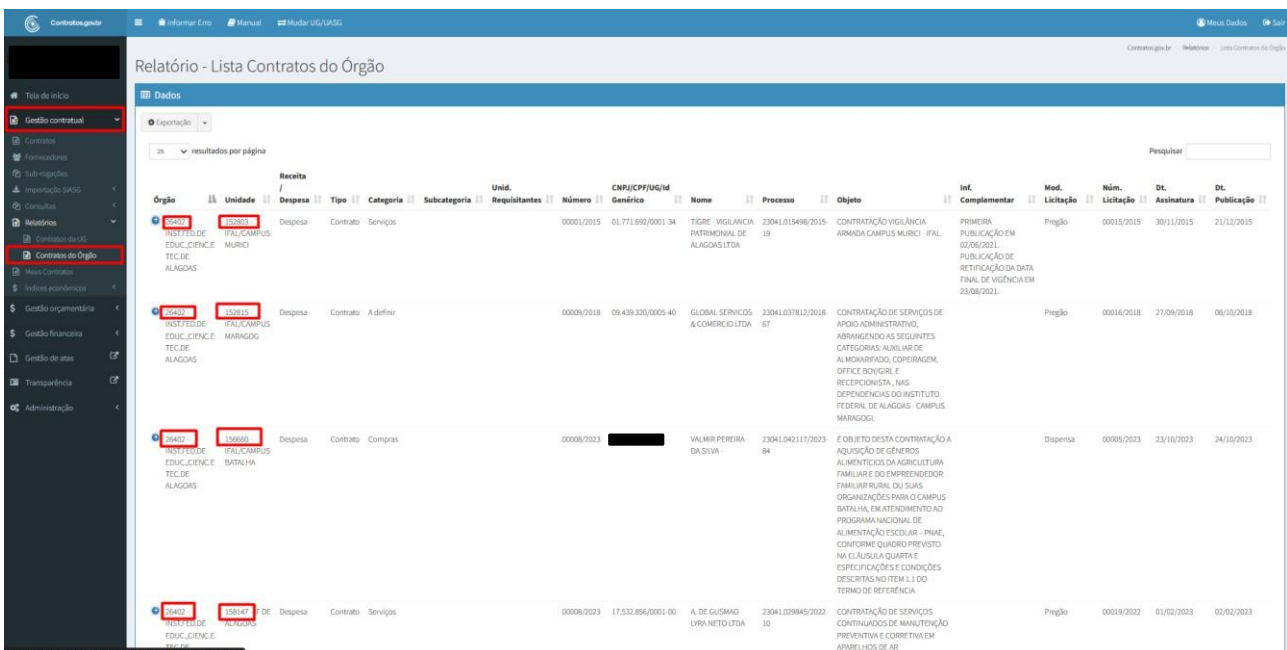 Contratos.govbr
Informar Erro
Manual
Mudar UG/UASG
Meus Dados
Sair
Contratos.gov.br
Relatórios
Lista Contratos do Órgão
Relatório - Lista Contratos do Órgão
Tela de início
Gestão contratual
Contratos
Fornecedores
Sub-rogações
Importação SIASG
Consultas
Relatórios
Contratos da UG
Contratos do Órgão
Meus Contratos
Índices econômicos
Gestão orçamentária
Gestão financeira
Gestão de atas
Transparência
Administração
Dados
Exportação
25 resultados por página
Pesquisar
Órgão
Unidade
Receita
/
Despesa
Tipo
Categoria
Subcategoria
Unid.
Requisitantes
Número
CNPJ/CPF/UG/Id
Genérico
Nome
Processo
Objeto
Inf.
Complementar
Mod.
Licitação
Núm.
Licitação
Dt.
Assinatura
Dt.
Publicação
26402 -
INST.FED.DE
EDUC.,CIENC.E
TEC.DE
ALAGOAS
152803 -
IFAL/CAMPUS
MURICI
Despesa
Contrato
Serviços
00001/2015
01.771.692/0001-34
TIGRE - VIGILANCIA
PATRIMONIAL DE
ALAGOAS LTDA
23041.015498/2015-
19
CONTRATAÇÃO VIGILÂNCIA
ARMADA CAMPUS MURICI - IFAL.
PRIMEIRA
PUBLICAÇÃO EM
02/06/2021.
PUBLICAÇÃO DE
RETIFICAÇÃO DA DATA
FINAL DE VIGÊNCIA EM
23/08/2021.
Pregão
00015/2015
30/11/2015
21/12/2015
26402 -
INST.FED.DE
EDUC.,CIENC.E
TEC.DE
ALAGOAS
152815 -
IFAL/CAMPUS
MARAGOG
Despesa
Contrato
A definir
00009/2018
09.439.320/0005-40
GLOBAL SERVICOS
& COMERCIO LTDA
23041.037812/2018-
67
CONTRATAÇÃO DE SERVIÇOS DE
APOIO ADMINISTRATIVO,
ABRANGENDO AS SEGUINTES
CATEGORIAS: AUXILIAR DE
ALMOXARIFADO, COPEIRAGEM,
OFFICE BOY/GIRL E
RECEPCIONISTA , NAS
DEPENDENCIAS DO INSTITUTO
FEDERAL DE ALAGOAS - CAMPUS
MARAGOGI.
Pregão
00016/2018
27/09/2018
08/10/2018
26402 -
INST.FED.DE
EDUC.,CIENC.E
TEC.DE
ALAGOAS
156660 -
IFAL/CAMPUS
BATALHA
Despesa
Contrato
Compras
00008/2023
VALMIR PEREIRA
DA SILVA -
23041.042117/2023-
84
É OBJETO DESTA CONTRATAÇÃO A
AQUISIÇÃO DE GÊNEROS
ALIMENTÍCIOS DA AGRICULTURA
FAMILIAR E DO EMPREENDEDOR
FAMILIAR RURAL OU SUAS
ORGANIZAÇÕES PARA O CAMPUS
BATALHA, EM ATENDIMENTO AO
PROGRAMA NACIONAL DE
ALIMENTAÇÃO ESCOLAR – PNAE,
CONFORME QUADRO PREVISTO
NA CLÁUSULA QUARTA E
ESPECIFICAÇÕES E CONDIÇÕES
DESCRITAS NO ITEM 1.1 DO
TERMO DE REFERÊNCIA
Dispensa
00005/2023
23/10/2023
24/10/2023
26402 -
INST.FED.DE
EDUC.,CIENC.E
TEC.DE
158147
DE
ALAGOAS
Despesa
Contrato
Serviços
00008/2023
17.532.856/0001-00
A. DE GUSMAO
LYRA NETO LTDA
23041.029845/2022-
10
CONTRATAÇÃO DE SERVIÇOS
CONTINUADOS DE MANUTENÇÃO
PREVENTIVA E CORRETIVA EM
APARELHOS DE AR
Pregão
00019/2022
01/02/2023
02/02/2023